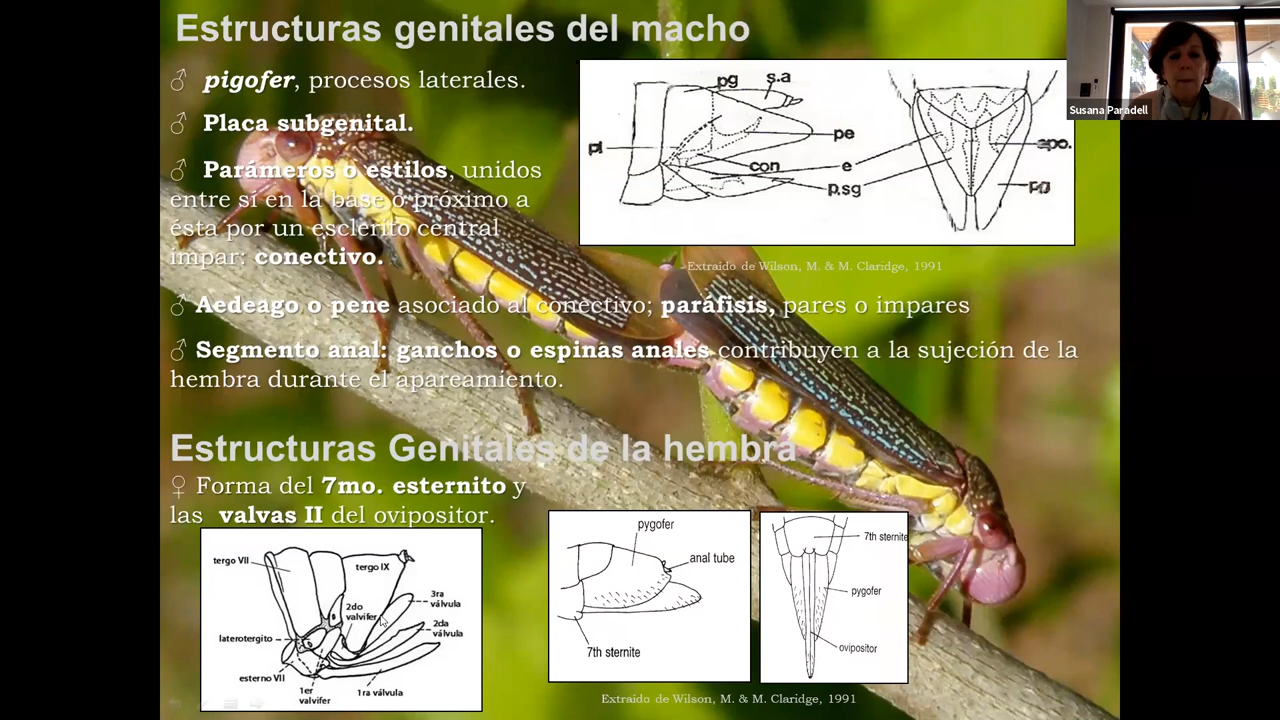 Estructuras genitales del macho
♂ pigofer, procesos laterales.
♂ Placa subgenital.
♂ Parámeros o estilos, unidos
entre sí en la base o próximo a
ésta por un esclerito central
impar: conectivo.
pg
s.a
pl
pe
con
e
p.sg
apo.
pg
Susana Paradell
Extraido de Wilson, M. & M. Claridge, 1991
♂ Aedeago o pene asociado al conectivo; paráfisis, pares o impares
♂ Segmento anal: ganchos o espinas anales contribuyen a la sujeción de la
hembra durante el apareamiento.
Estructuras Genitales de la hembra
♀ Forma del 7mo. esternito y
las valvas II del ovipositor.
tergo VII
tergo IX
3ra
válvula
2do
valvifer
2da
válvula
laterotergito
esterno VII
1er
valvifer
1ra válvula
pygofer
anal tube
7th sternite
7th sternite
pygofer
ovipositor
Extraido de Wilson, M. & M. Claridge, 1991